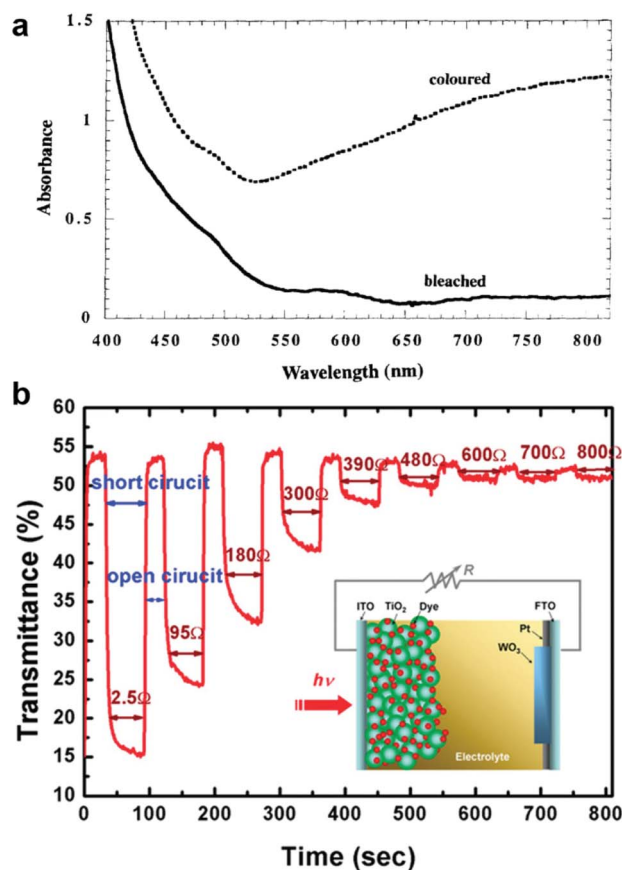 a
1.5
1
0.5
0
Absorbance
coloured
bleached
400 450 500 550 600 650 700 750 800
Wavelength (nm)
b
60
55
50
45
40
35
30
25
20
15
10
Transmittance (%)
short cirucit
open cirucit
2.5Ω
95Ω
180Ω
300Ω
390Ω
480Ω
600Ω
700Ω
800Ω
R
ITO TiO2 Dye FTO
Pt
WO3
hν
Electrolyte
0 100 200 300 400 500 600 700 800
Time (sec)